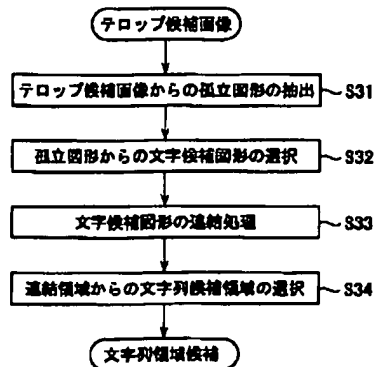 テロップ候補画像
テロップ候補画像からの孤立図形の抽出 S31
孤立図形からの文字候補図形の選択 S32
文字候補図形の連結処理 S33
連結領域からの文字列候補領域の選択 S34
文字列領域候補